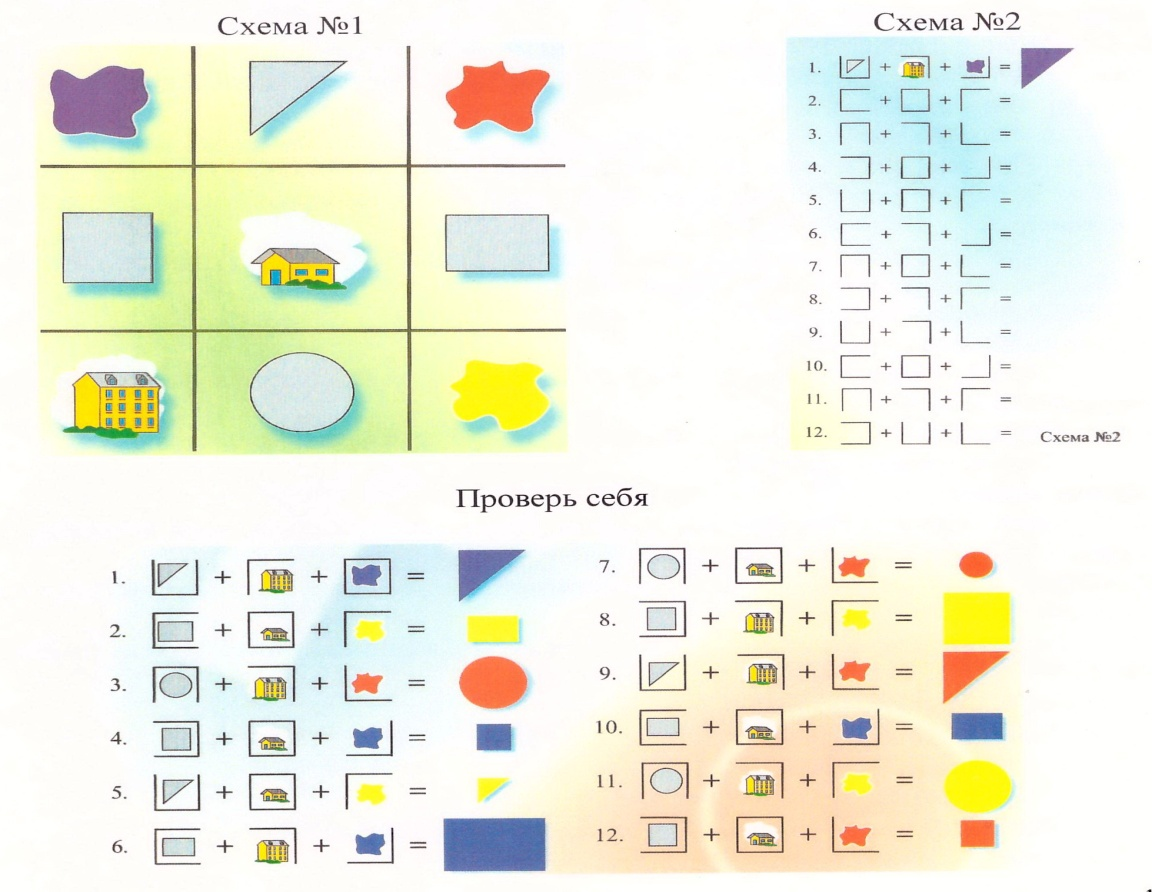 Схема №1
Схема №2
1. + + =
2. + + =
3. + + =
4. + + =
5. + + =
6. + + =
7. + + =
8. + + =
9. + + =
10. + + =
11. + + =
12. + + =
Схема №2
Проверь себя
1. + + =
2. + + =
3. + + =
4. + + =
5. + + =
6. + + =
7. + + =
8. + + =
9. + + =
10. + + =
11. + + =
12. + + =